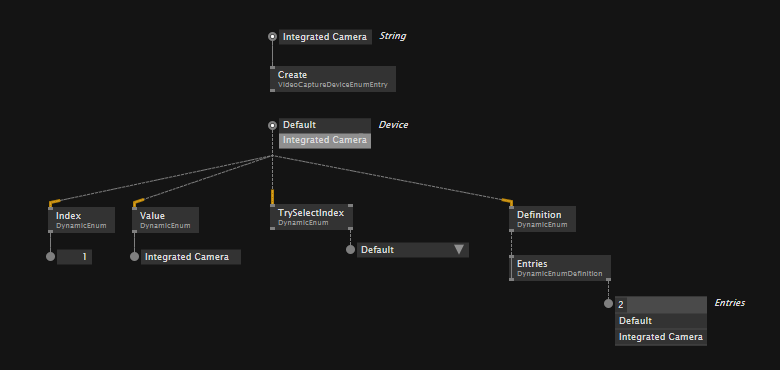 Integrated Camera String
Create
VideoCaptureDeviceEnumEntry
Default Device
Integrated Camera
Index
DynamicEnum
Value
DynamicEnum
TrySelectIndex
DynamicEnum
Definition
DynamicEnum
1
Integrated Camera
Default
Entries
DynamicEnumDefinition
2 Entries
Default
Integrated Camera